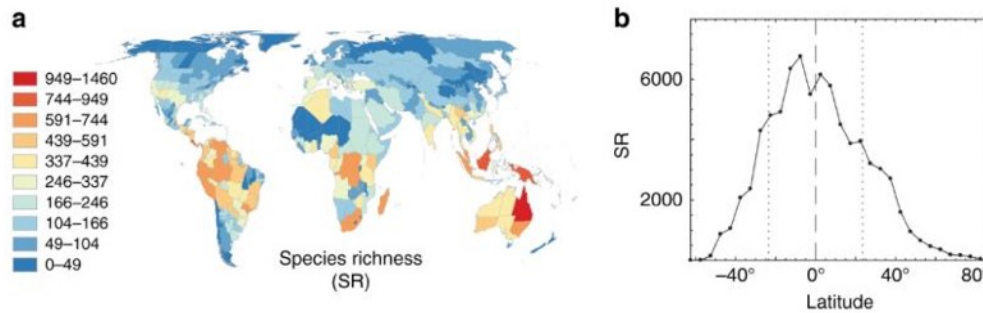 a
949–1460
744–949
591–744
439–591
337–439
246–337
166–246
104–166
49–104
0–49
Species richness
(SR)
b
6000
SR
2000
−40° 0° 40° 80°
Latitude